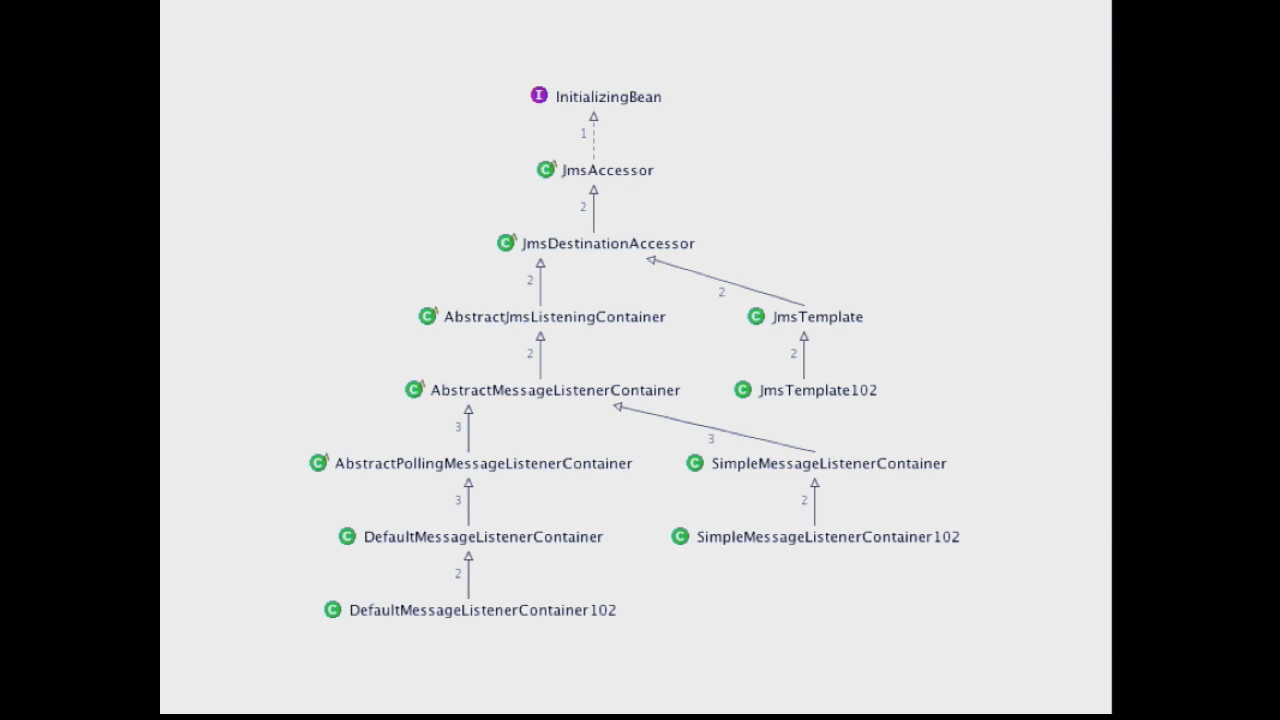 I InitializingBean
1
C JmsAccessor
2
C JmsDestinationAccessor
2
2
C AbstractJmsListeningContainer
C JmsTemplate
2
2
C AbstractMessageListenerContainer
C JmsTemplate102
3
3
C AbstractPollingMessageListenerContainer
C SimpleMessageListenerContainer
3
2
C DefaultMessageListenerContainer
C SimpleMessageListenerContainer102
2
C DefaultMessageListenerContainer102